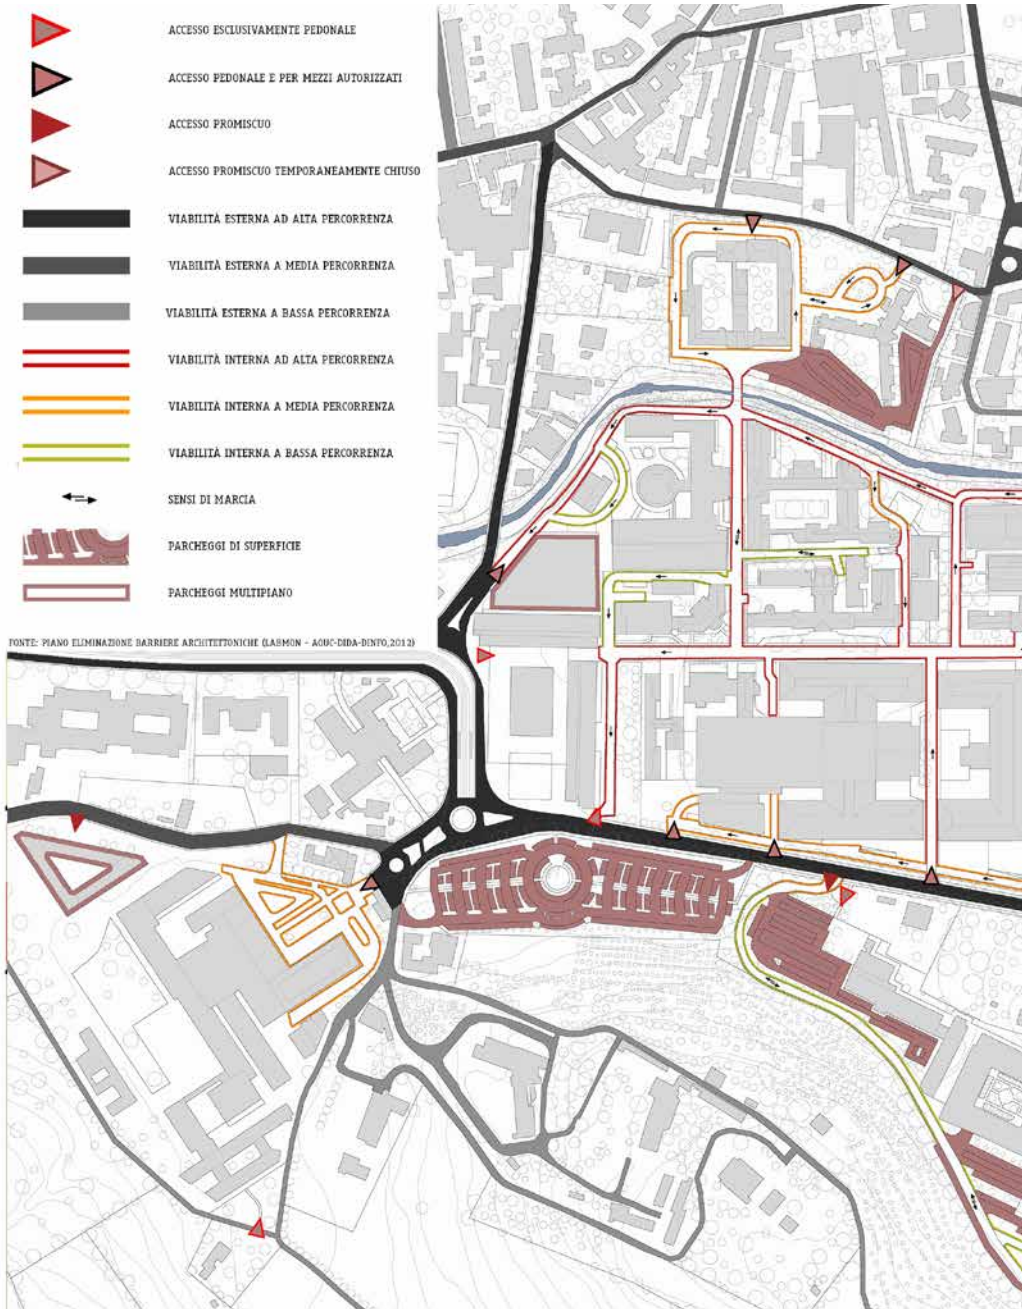 ACCESSO ESCLUSIVAMENTE PEDONALE
ACCESSO PEDONALE E PER MEZZI AUTORIZZATI
ACCESSO PROMISCUO
ACCESSO PROMISCUO TEMPORANEAMENTE CHIUSO
VIABILITÀ ESTERNA AD ALTA PERCORRENZA
VIABILITÀ ESTERNA A MEDIA PERCORRENZA
VIABILITÀ ESTERNA A BASSA PERCORRENZA
VIABILITÀ INTERNA AD ALTA PERCORRENZA
VIABILITÀ INTERNA A MEDIA PERCORRENZA
VIABILITÀ INTERNA A BASSA PERCORRENZA
SENSI DI MARCIA
PARCHEGGI DI SUPERFICIE
PARCHEGGI MULTIPIANO
FONTE: PIANO ELIMINAZIONE BARRIERE ARCHITETTONICHE (LABMON - AOUC-DIDA-DINFO,2012)